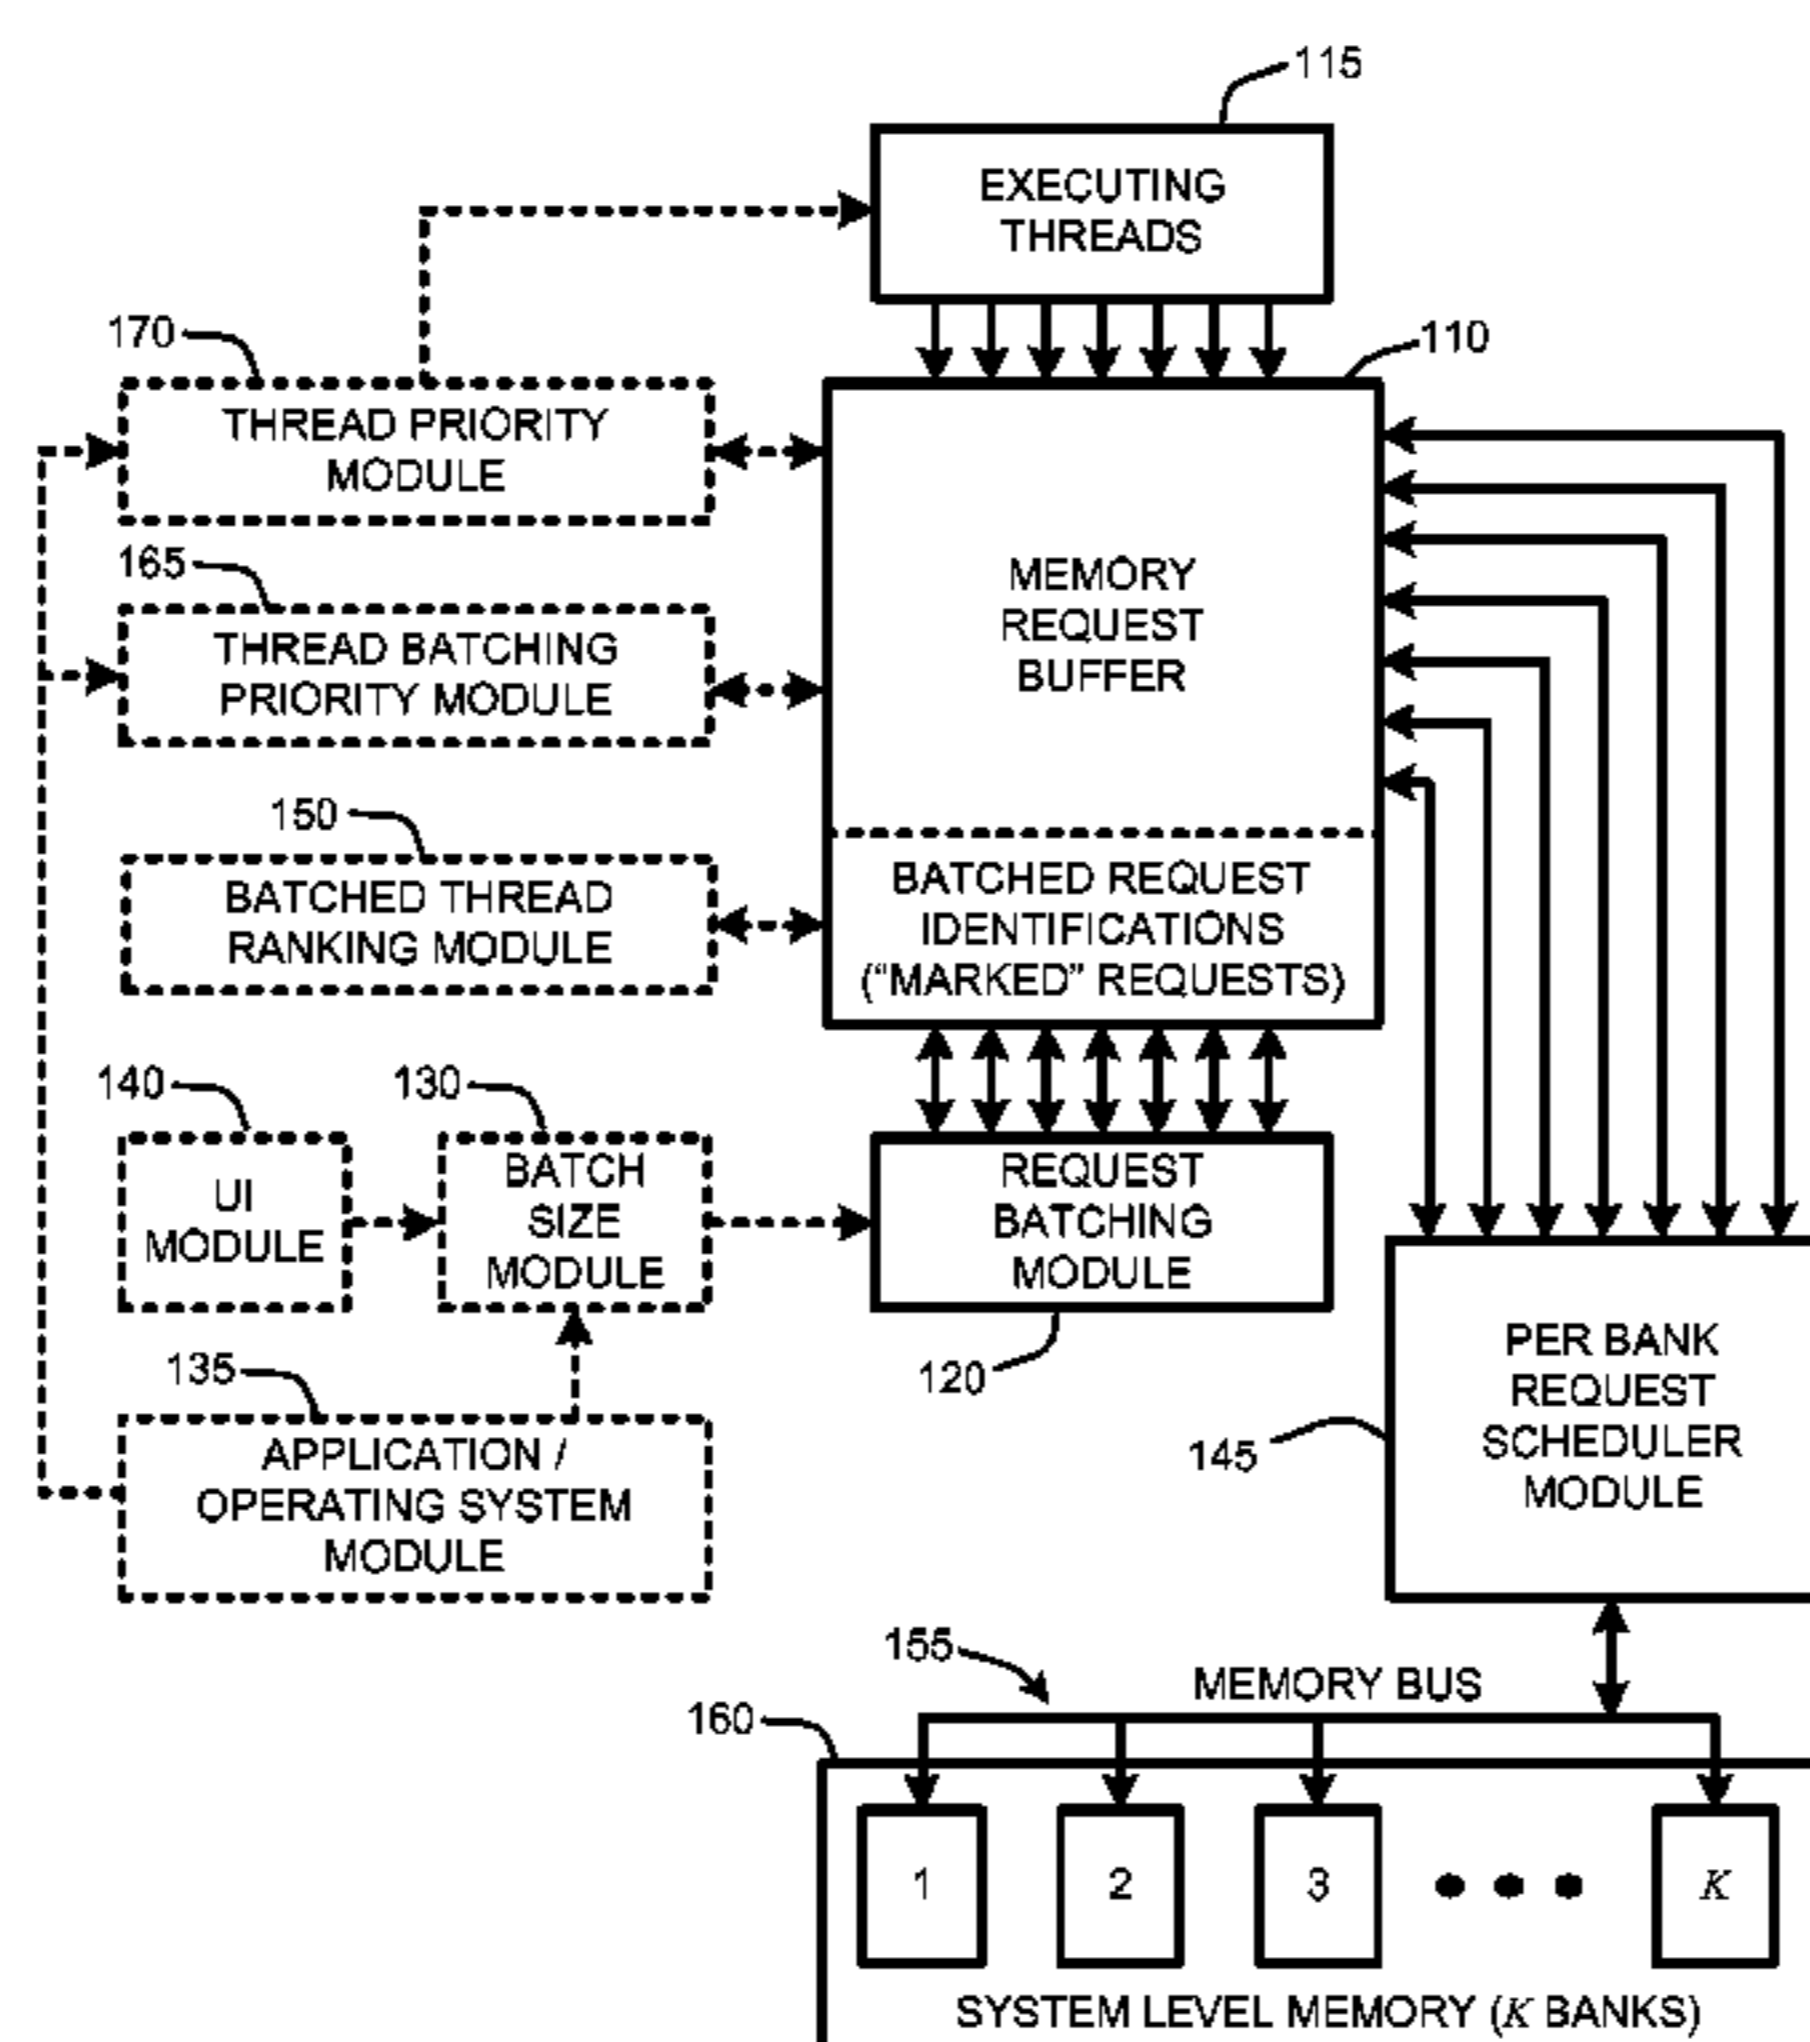 115
EXECUTING
THREADS
170
110
THREAD PRIORITY
MODULE
165
THREAD BATCHING
PRIORITY MODULE
MEMORY
REQUEST
BUFFER
150
BATCHED THREAD
RANKING MODULE
BATCHED REQUEST
IDENTIFICATIONS
(“MARKED” REQUESTS)
140
130
UI
MODULE
BATCH
SIZE
MODULE
REQUEST
BATCHING
MODULE
120
135
APPLICATION /
OPERATING SYSTEM
MODULE
145
PER BANK
REQUEST
SCHEDULER
MODULE
155
MEMORY BUS
160
1
2
3
K
SYSTEM LEVEL MEMORY (K BANKS)